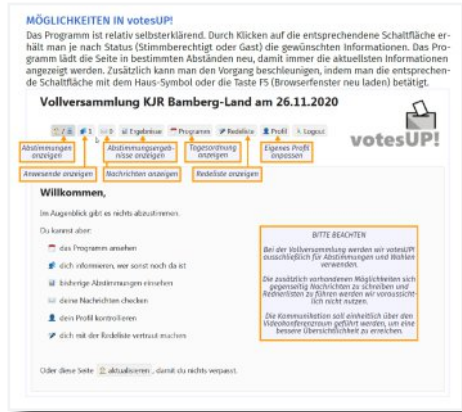 MÖGLICHKEITEN IN votesUP!
Das Programm ist relativ selbsterklärend. Durch Klicken auf die entsprechendene Schaltfläche er-
hält man je nach Status (Stimmberechtigt oder Gast) die gewünschten Informationen. Das Pro-
gramm lädt die Seite in bestimmten Abständen neu, damit immer die aktuellsten Informationen
angezeigt werden. Zusätzlich kann man den Vorgang beschleunigen, indem man die entsprechen-
de Schaltfläche mit dem Haus-Symbol oder die Taste F5 (Browserfenster neu laden) betätigt.
Vollversammlung KJR Bamberg-Land am 26.11.2020
1 0 Ergebnisse Programm Redeliste Profil Logout
votesUP!
Abstimmungen
anzeigen
Abstimmungsergeb-
nisse anzeigen
Tagesordnung
anzeigen
Eigenes Profil
anpassen
Anwesende anzeigen
Nachrichten anzeigen
Redeliste anzeigen
Willkommen,
Im Augenblick gibt es nichts abzustimmen.
Du kannst aber:
das Programm ansehen
dich informieren, wer sonst noch da ist
bisherige Abstimmungen einsehen
deine Nachrichten checken
dein Profil kontrollieren
dich mit der Redeliste vertraut machen
Oder diese Seite aktualisieren , damit du nichts verpasst.
BITTE BEACHTEN
Bei der Vollversammlung werden wir votesUP!
ausschließlich für Abstimmungen und Wahlen
verwenden.
Die zusätzlich vorhandenen Möglichkeiten sich
gegenseitig Nachrichten zu schreiben und
Rednerlisten zu führen werden wir voraussicht-
lich nicht nutzen.
Die Kommunikation soll einheitlich über den
Videokonferenzraum geführt werden, um eine
bessere Übersichtlichkeit zu erreichen.